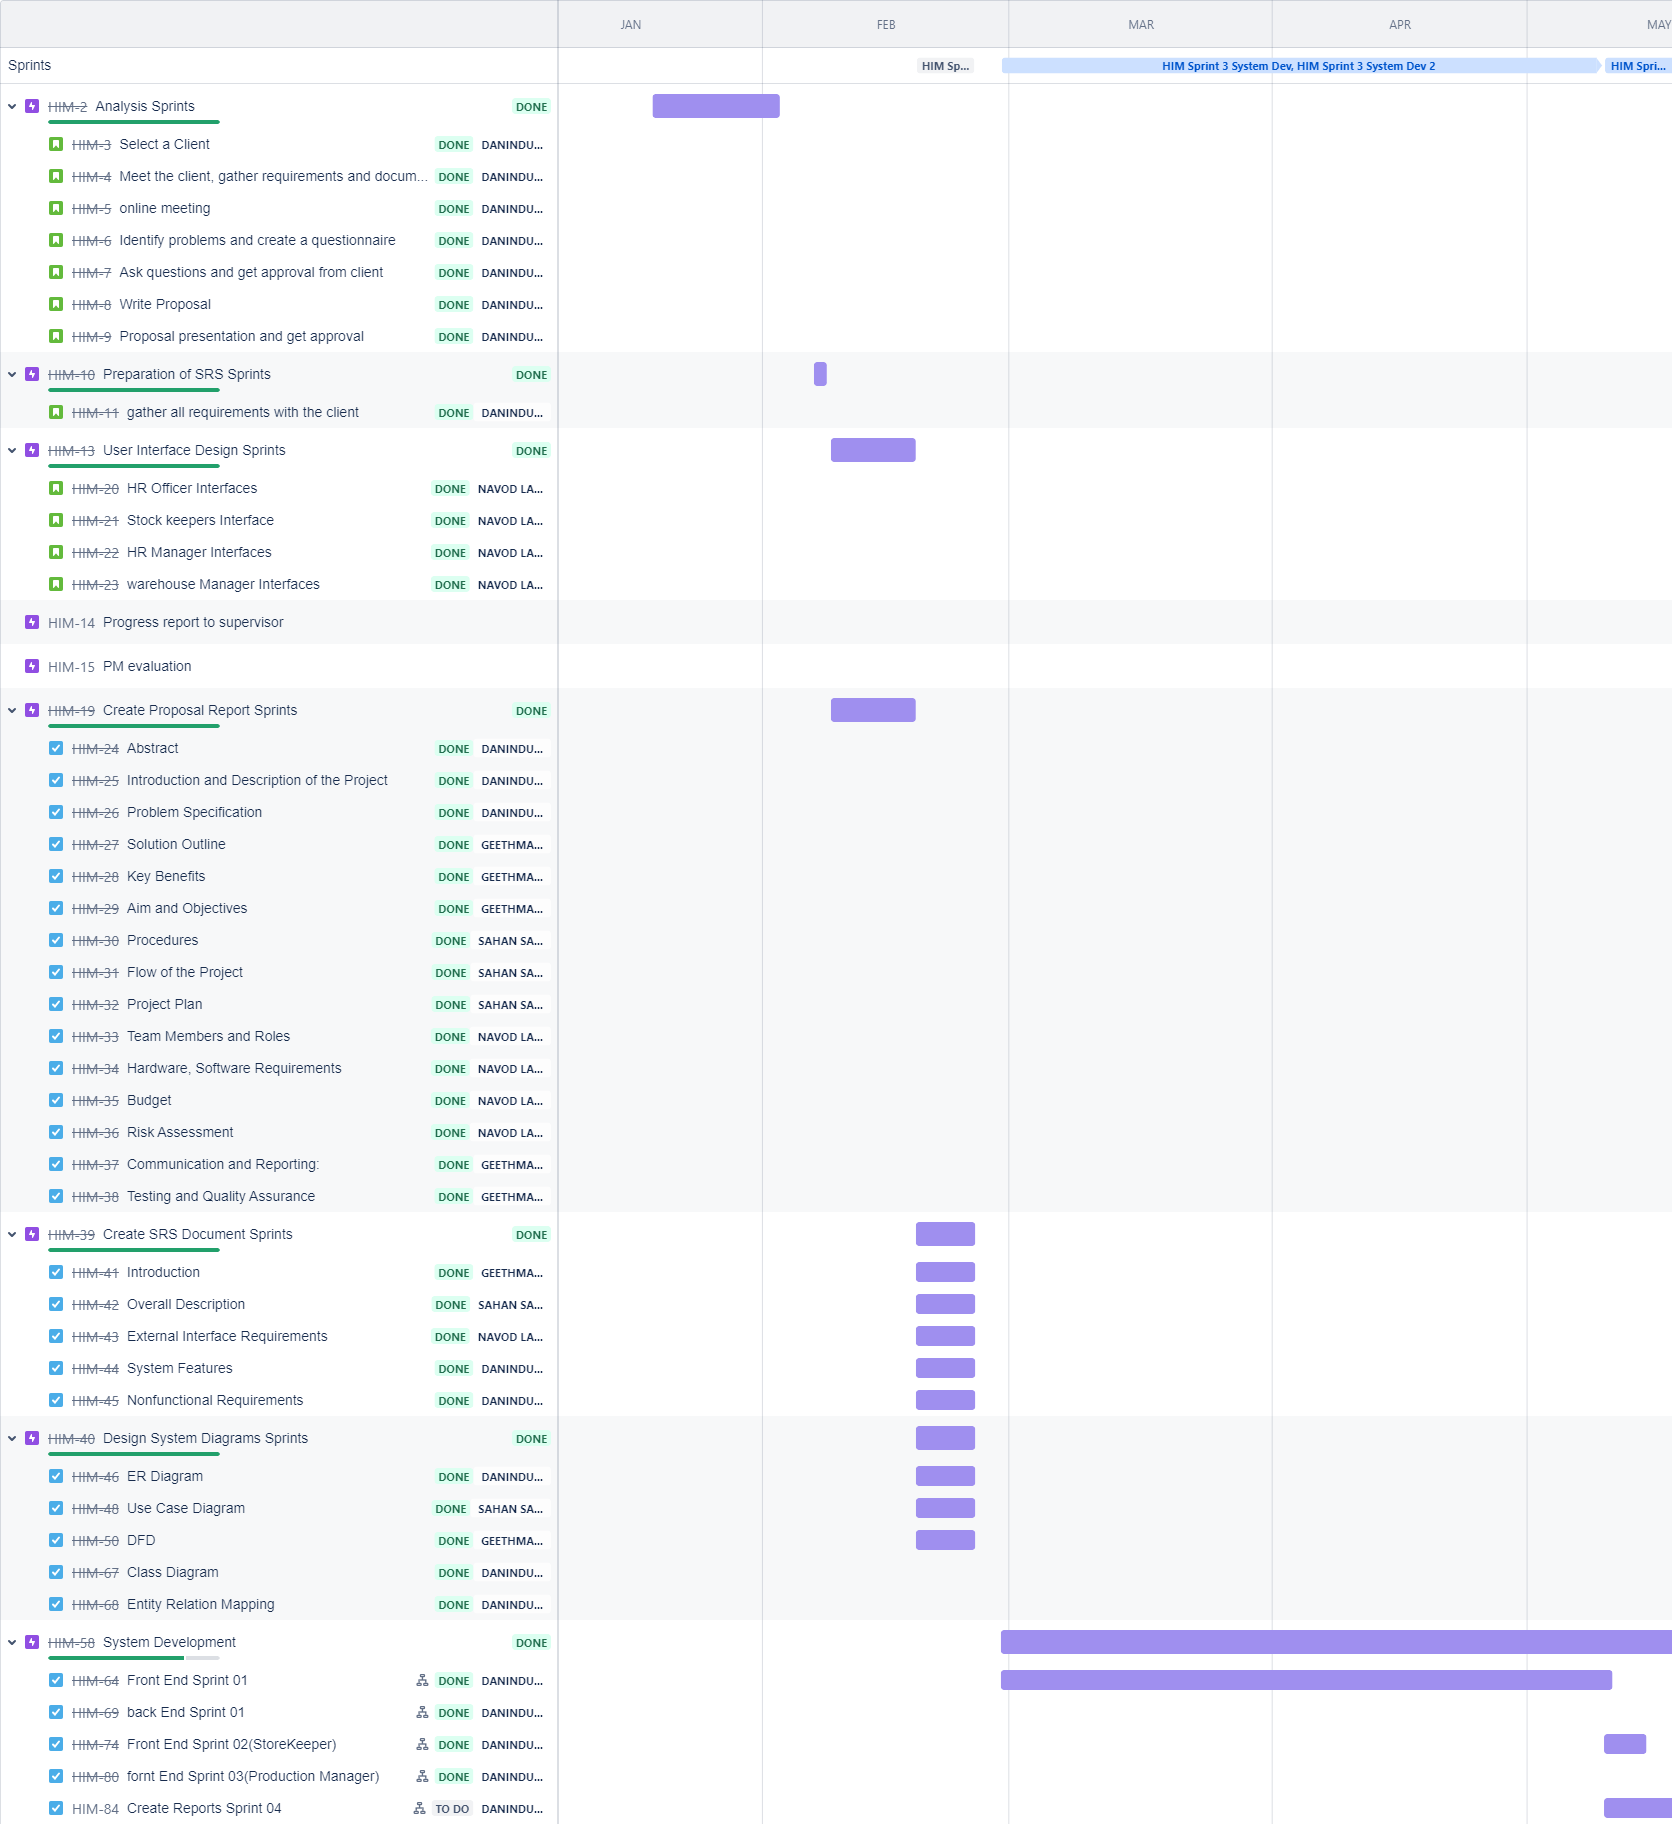 JAN FEB MAR APR MAY
Sprints HIM Sp... HIM Sprint 3 System Dev, HIM Sprint 3 System Dev 2 HIM Spri...
HIM-2 Analysis Sprints DONE
HIM-3 Select a Client DONE DANINDU...
HIM-4 Meet the client, gather requirements and docum... DONE DANINDU...
HIM-5 online meeting DONE DANINDU...
HIM-6 Identify problems and create a questionnaire DONE DANINDU...
HIM-7 Ask questions and get approval from client DONE DANINDU...
HIM-8 Write Proposal DONE DANINDU...
HIM-9 Proposal presentation and get approval DONE DANINDU...
HIM-10 Preparation of SRS Sprints DONE
HIM-11 gather all requirements with the client DONE DANINDU...
HIM-13 User Interface Design Sprints DONE
HIM-20 HR Officer Interfaces DONE NAVOD LA...
HIM-21 Stock keepers Interface DONE NAVOD LA...
HIM-22 HR Manager Interfaces DONE NAVOD LA...
HIM-23 warehouse Manager Interfaces DONE NAVOD LA...
HIM-14 Progress report to supervisor
HIM-15 PM evaluation
HIM-19 Create Proposal Report Sprints DONE
HIM-24 Abstract DONE DANINDU...
HIM-25 Introduction and Description of the Project DONE DANINDU...
HIM-26 Problem Specification DONE DANINDU...
HIM-27 Solution Outline DONE GEETHMA...
HIM-28 Key Benefits DONE GEETHMA...
HIM-29 Aim and Objectives DONE GEETHMA...
HIM-30 Procedures DONE SAHAN SA...
HIM-31 Flow of the Project DONE SAHAN SA...
HIM-32 Project Plan DONE SAHAN SA...
HIM-33 Team Members and Roles DONE NAVOD LA...
HIM-34 Hardware, Software Requirements DONE NAVOD LA...
HIM-35 Budget DONE NAVOD LA...
HIM-36 Risk Assessment DONE NAVOD LA...
HIM-37 Communication and Reporting: DONE GEETHMA...
HIM-38 Testing and Quality Assurance DONE GEETHMA...
HIM-39 Create SRS Document Sprints DONE
HIM-41 Introduction DONE GEETHMA...
HIM-42 Overall Description DONE SAHAN SA...
HIM-43 External Interface Requirements DONE NAVOD LA...
HIM-44 System Features DONE DANINDU...
HIM-45 Nonfunctional Requirements DONE DANINDU...
HIM-40 Design System Diagrams Sprints DONE
HIM-46 ER Diagram DONE DANINDU...
HIM-48 Use Case Diagram DONE SAHAN SA...
HIM-50 DFD DONE GEETHMA...
HIM-67 Class Diagram DONE DANINDU...
HIM-68 Entity Relation Mapping DONE DANINDU...
HIM-58 System Development DONE
HIM-64 Front End Sprint 01 DONE DANINDU...
HIM-69 back End Sprint 01 DONE DANINDU...
HIM-74 Front End Sprint 02(StoreKeeper) DONE DANINDU...
HIM-80 fornt End Sprint 03(Production Manager) DONE DANINDU...
HIM-84 Create Reports Sprint 04 TO DO DANINDU...